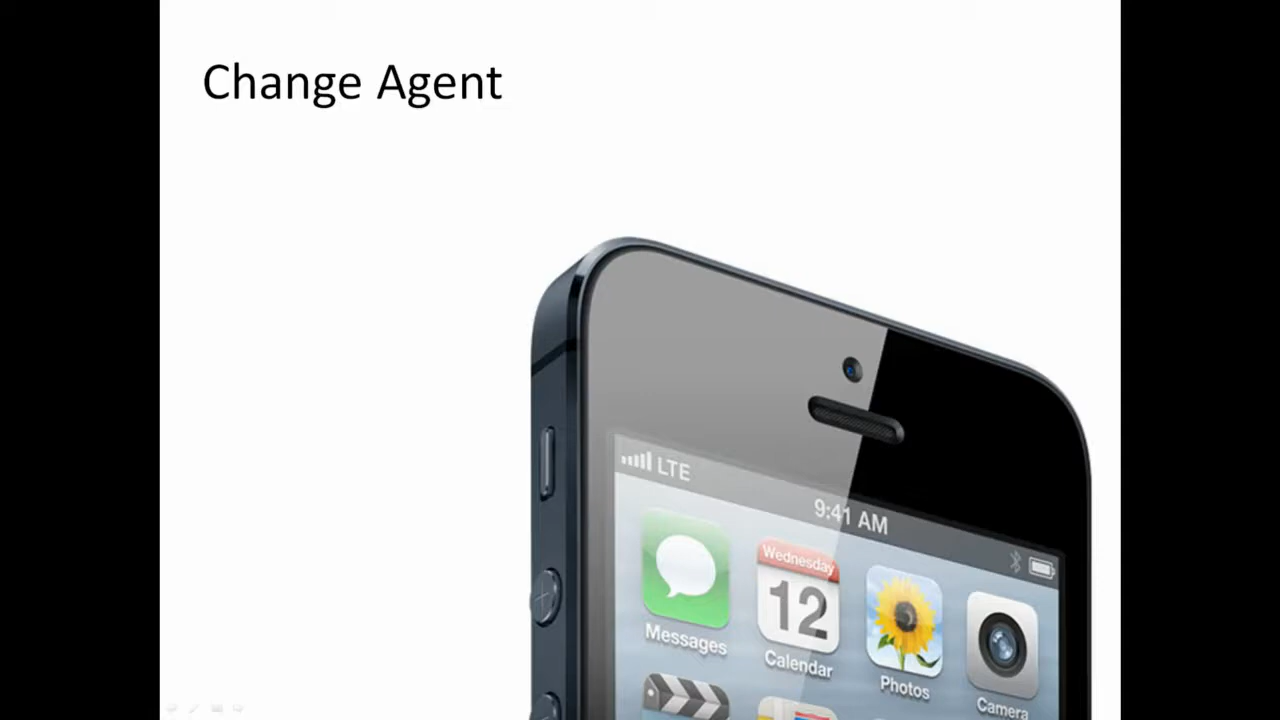 Change Agent
LTE
9:41 AM
Wednesday
12
Messages
Calendar
Photos
Camera